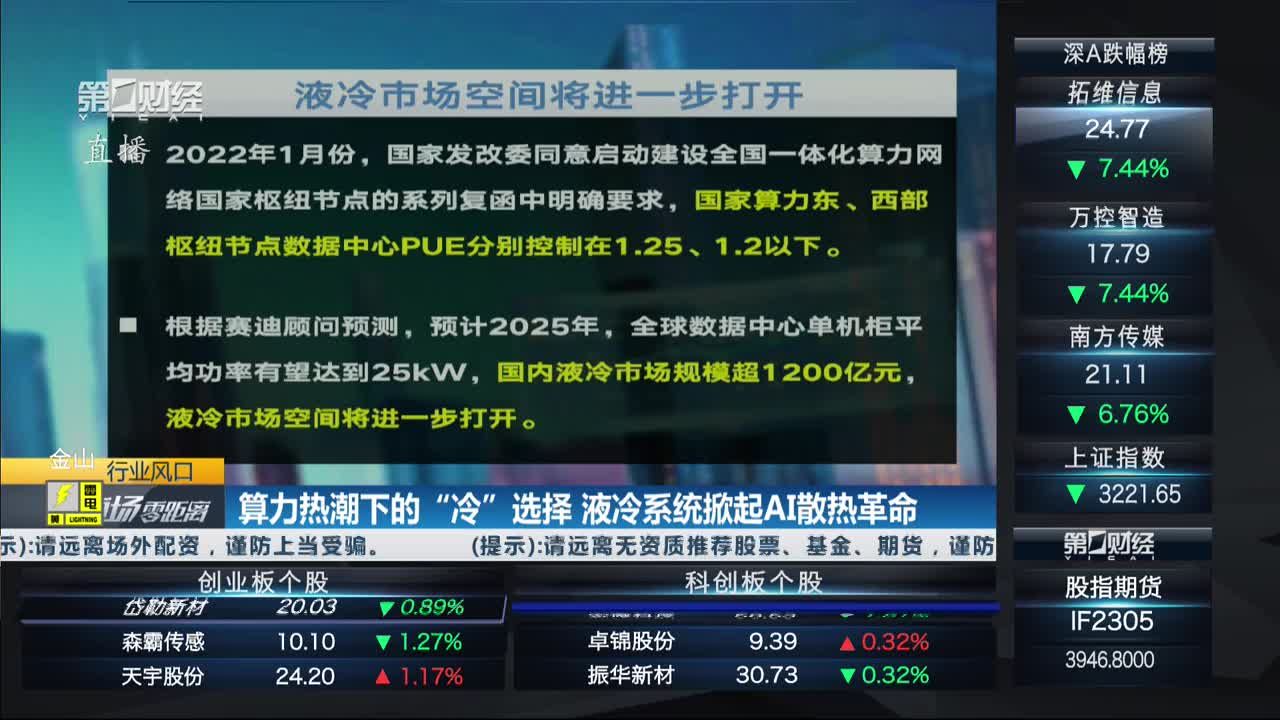 第一财经
YICAI
直播
液冷市场空间将进一步打开
2022年1月份，国家发改委同意启动建设全国一体化算力网
络国家枢纽节点的系列复函中明确要求，国家算力东、西部
枢纽节点数据中心PUE分别控制在1.25、1.2以下。
■ 根据赛迪顾问预测，预计2025年，全球数据中心单机柜平
均功率有望达到25kW，国内液冷市场规模超1200亿元，
液冷市场空间将进一步打开。
金山
行业风口
雷电
LIGHTNING
市场零距离
算力热潮下的“冷”选择 液冷系统掀起AI散热革命
示):请远离场外配资，谨防上当受骗。 (提示):请远离无资质推荐股票、基金、期货，谨防
创业板个股
岱勒新材 20.03 ▼0.89%
森霸传感 10.10 ▼1.27%
天宇股份 24.20 ▲1.17%
科创板个股
卓锦股份 9.39 ▲0.32%
振华新材 30.73 ▼0.32%
深A跌幅榜
拓维信息
24.77
▼ 7.44%
万控智造
17.79
▼ 7.44%
南方传媒
21.11
▼ 6.76%
上证指数
▼ 3221.65
第一财经
YICAI
股指期货
IF2305
3946.8000